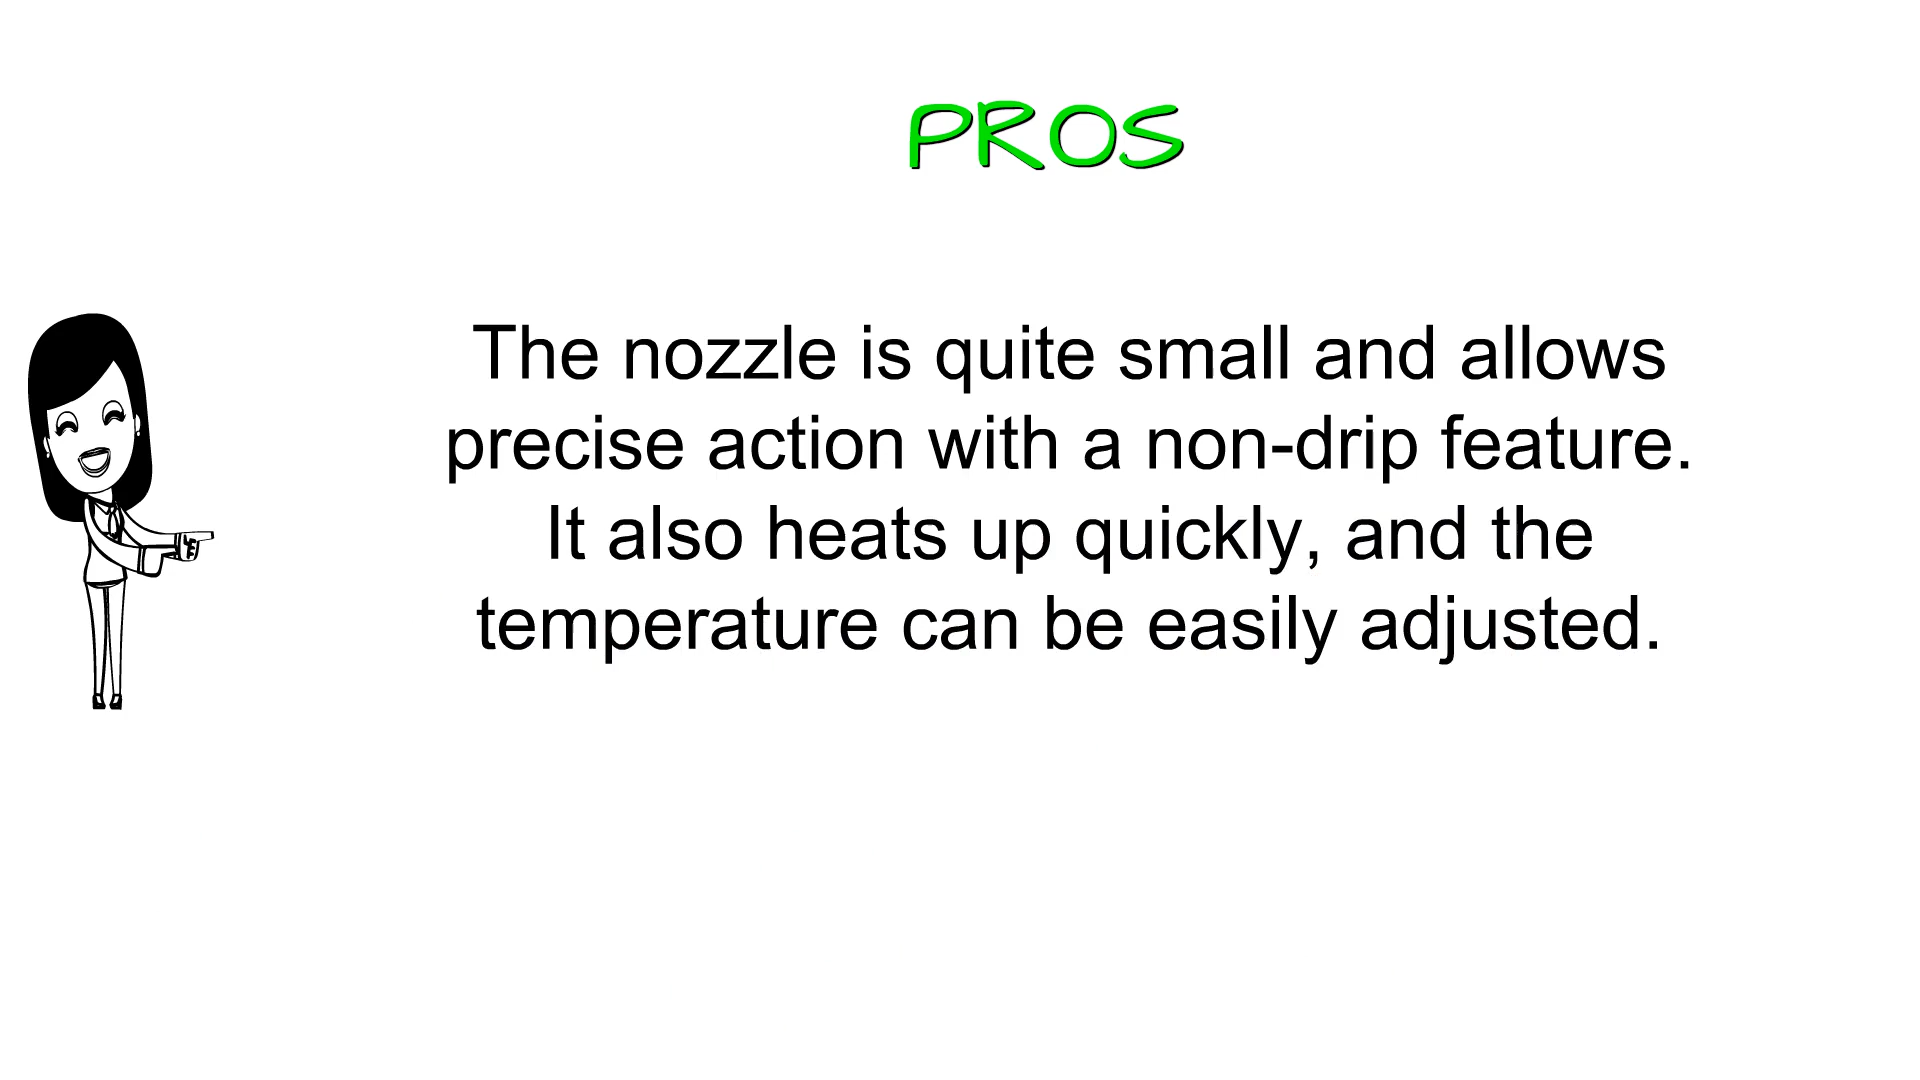 PROS
The nozzle is quite small and allows
precise action with a non-drip feature.
It also heats up quickly, and the
temperature can be easily adjusted.